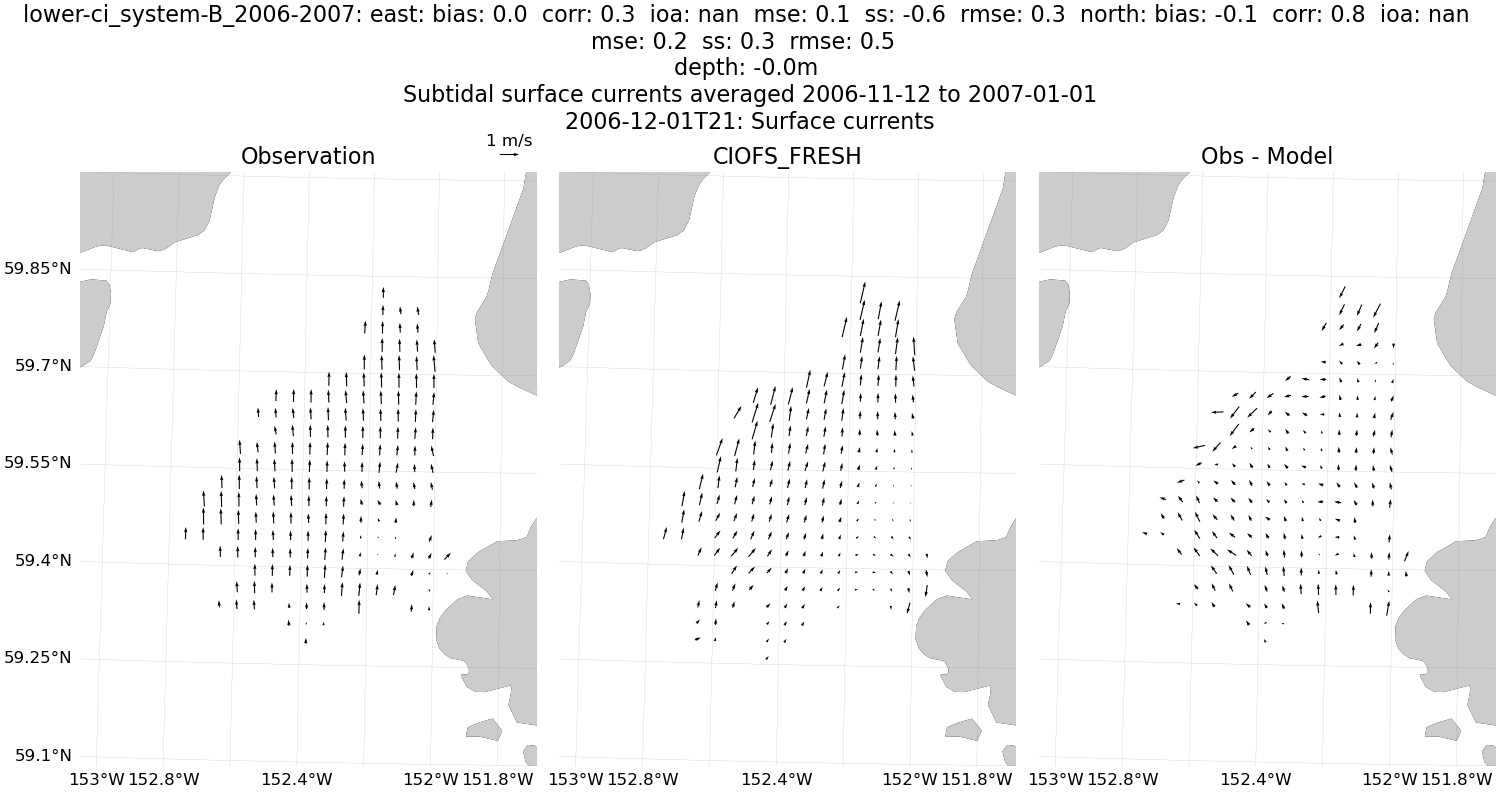 lower-ci_system-B_2006-2007: east: bias: 0.0  corr: 0.3  ioa: nan  mse: 0.1  ss: -0.6  rmse: 0.3  north: bias: -0.1  corr: 0.8  ioa: nan
mse: 0.2  ss: 0.3  rmse: 0.5
depth: -0.0m
Subtidal surface currents averaged 2006-11-12 to 2007-01-01
2006-12-01T21: Surface currents
1 m/s
Observation CIOFS_FRESH Obs - Model
59.85°N
59.7°N
59.55°N
59.4°N
59.25°N
59.1°N
153°W 152.8°W 152.4°W 152°W 151.8°W 153°W 152.8°W 152.4°W 152°W 151.8°W 153°W 152.8°W 152.4°W 152°W 151.8°W